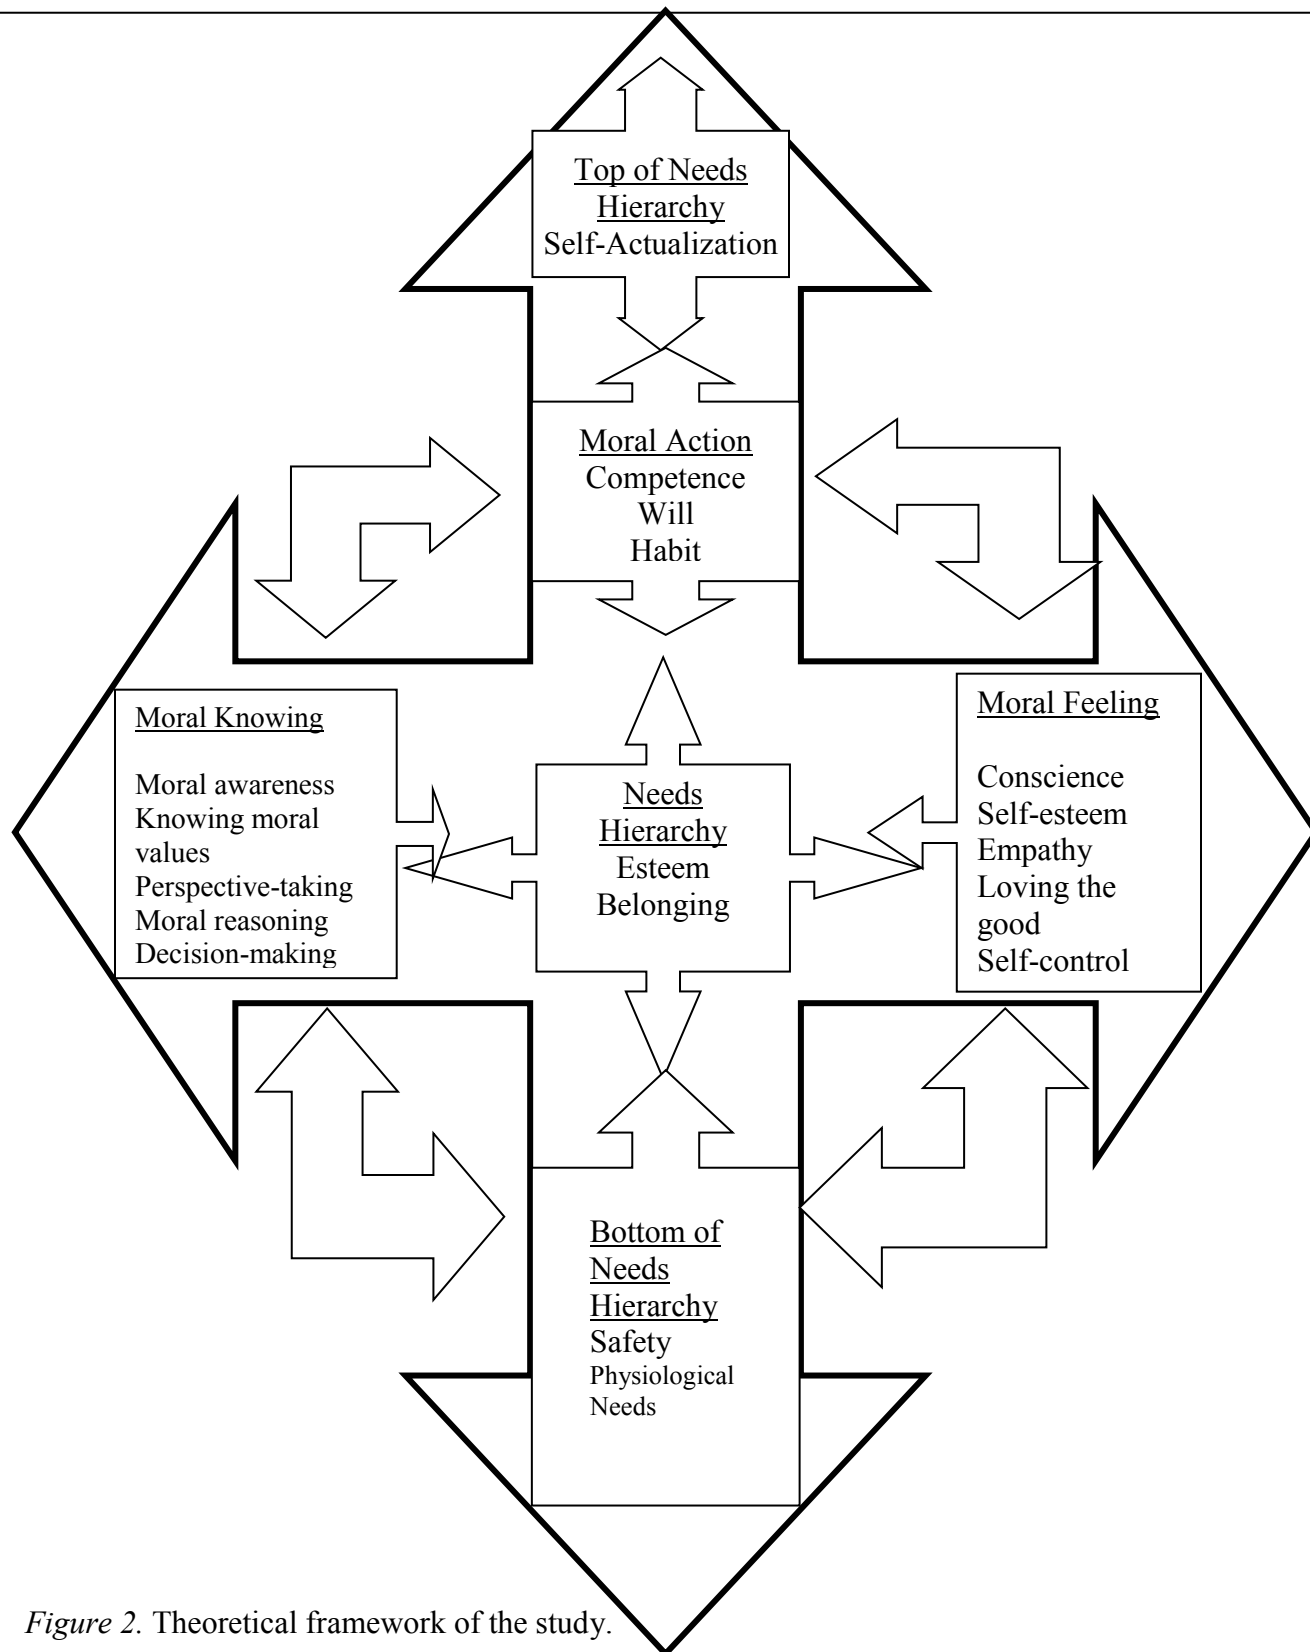 Top of Needs
Hierarchy
Self-Actualization
Moral Action
Competence
Will
Habit
Moral Knowing
Moral awareness
Knowing moral
values
Perspective-taking
Moral reasoning
Decision-making
Needs
Hierarchy
Esteem
Belonging
Moral Feeling
Conscience
Self-esteem
Empathy
Loving the
good
Self-control
Bottom of
Needs
Hierarchy
Safety
Physiological
Needs
Figure 2. Theoretical framework of the study.